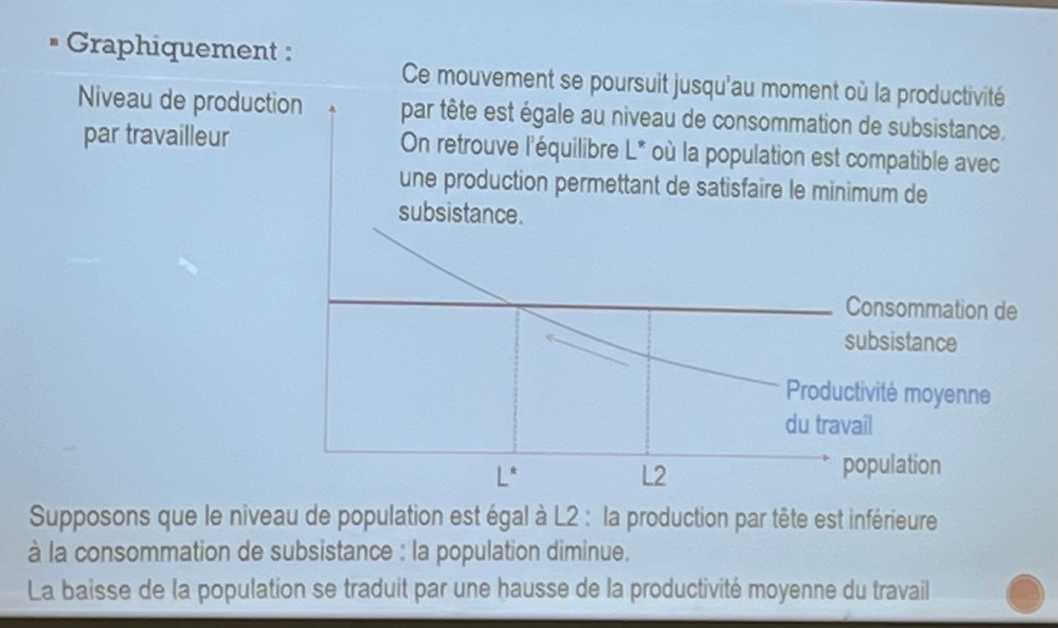 ▪ Graphiquement :
Niveau de production
par travailleur
Ce mouvement se poursuit jusqu'au moment où la productivité
par tête est égale au niveau de consommation de subsistance.
On retrouve l'équilibre L* où la population est compatible avec
une production permettant de satisfaire le minimum de
subsistance.
Consommation de
subsistance
Productivité moyenne
du travail
population
L*
L2
Supposons que le niveau de population est égal à L2 : la production par tête est inférieure
à la consommation de subsistance : la population diminue.
La baisse de la population se traduit par une hausse de la productivité moyenne du travail